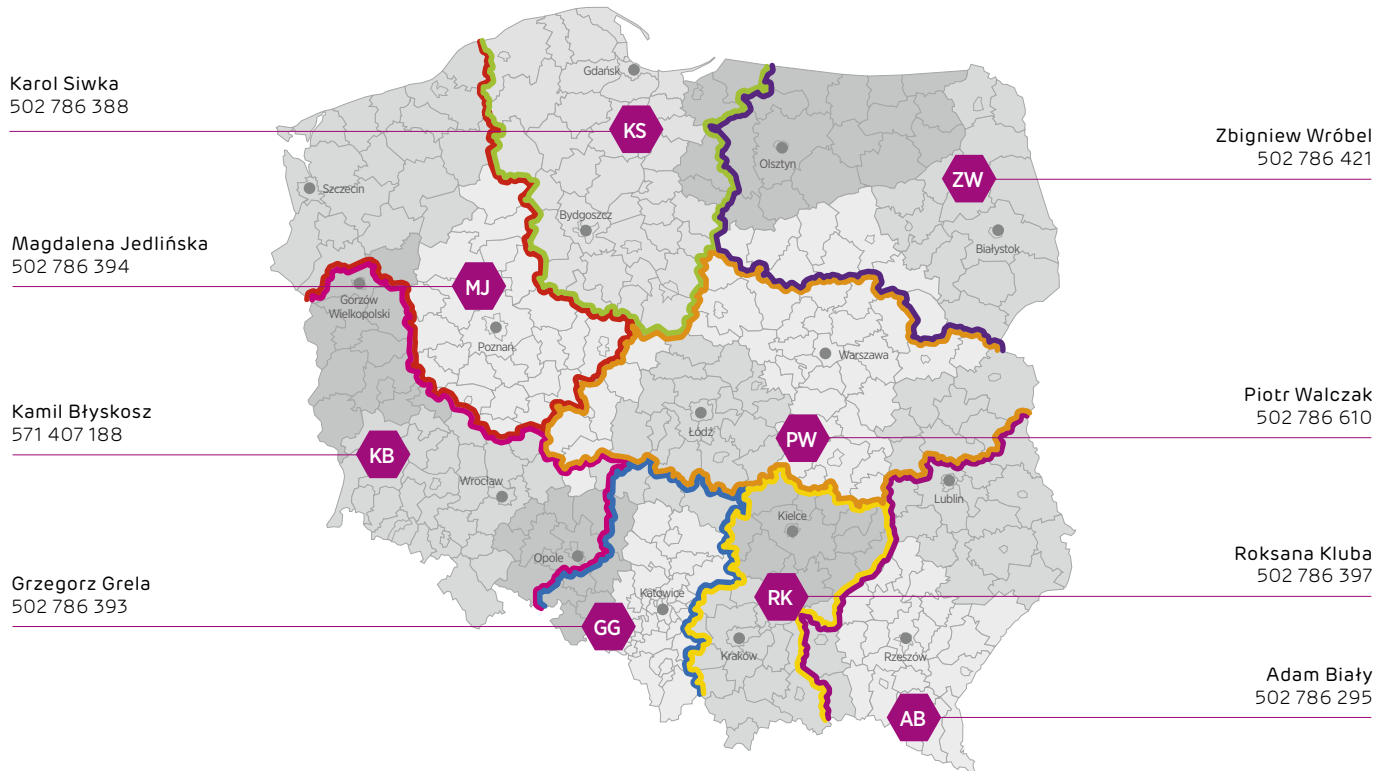 Karol Siwka
502 786 388
Magdalena Jedlińska
502 786 394
Kamil Błyskosz
571 407 188
Grzegorz Grela
502 786 393
Gdańsk
KS
Olsztyn
ZW
Szczecin
Bydgoszcz
Białystok
MJ
Gorzów
Wielkopolski
Poznań
Warszawa
Łódź
PW
KB
Wrocław
Lublin
Kielce
Opole
Katowice
RK
GG
Kraków
Rzeszów
AB
Zbigniew Wróbel
502 786 421
Piotr Walczak
502 786 610
Roksana Kluba
502 786 397
Adam Biały
502 786 295